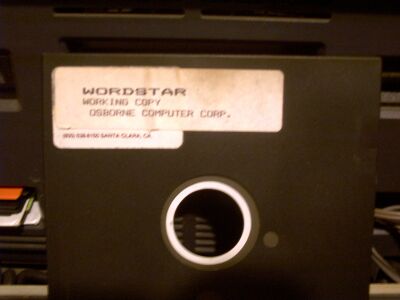 WORDSTAR
WORKING COPY
OSBORNE COMPUTER CORP.
SANTA CLARA, CA